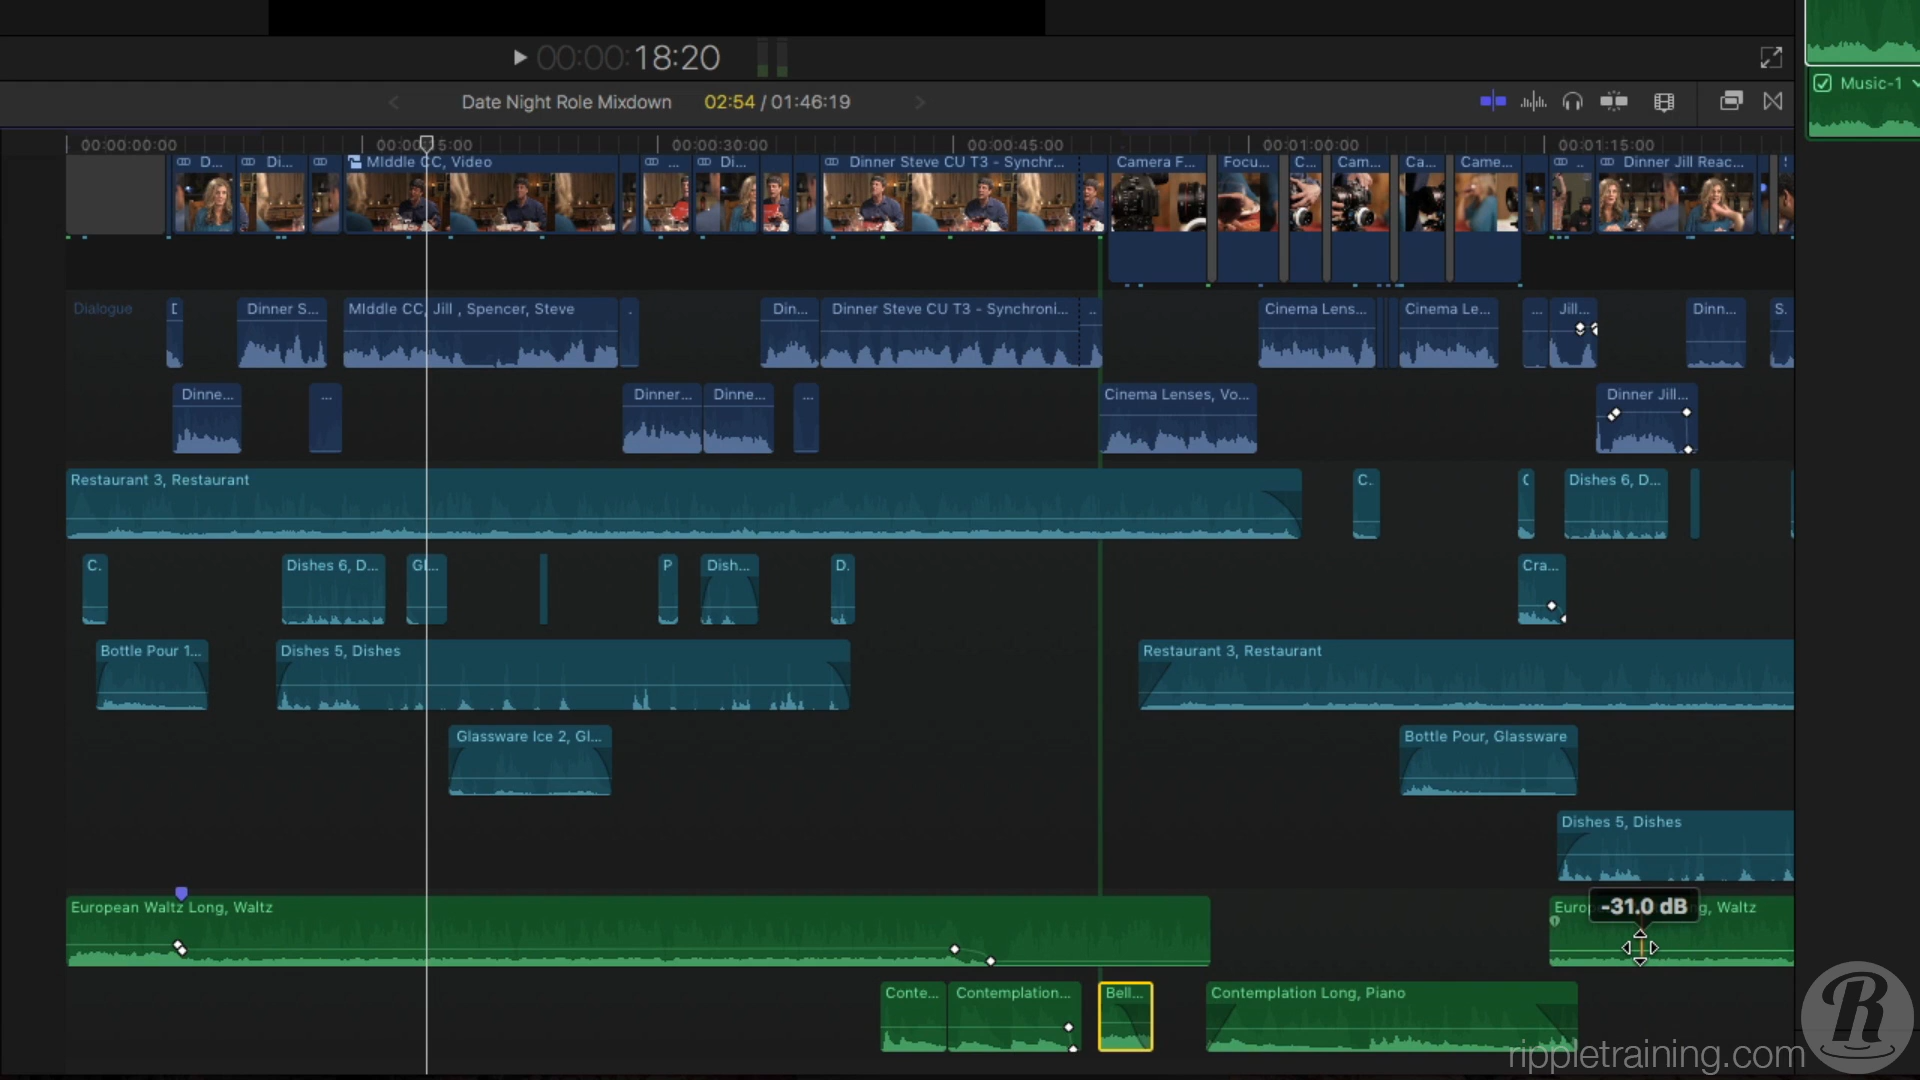 00:00:00:18:20
Music-1
Date Night Role Mixdown 02:54 / 01:46:19
00:00:00:00 00:00:15:00 00:00:30:00 00:00:45:00 00:01:00:00 00:01:15:00
D... Di... MIddle CC, Video ... Di... Dinner Steve CU T3 - Synchr... Camera F... Focu... C... Cam... Ca... Came... .. Dinner Jill Reac...
Dialogue Dinner S... MIddle CC, Jill , Spencer, Steve . Din... Dinner Steve CU T3 - Synchroni... .. Cinema Lens... Cinema Le... ... Jill... Dinn... S.
Dinne... ... Dinner... Dinne... ... Cinema Lenses, Vo... Dinner Jill...
Restaurant 3, Restaurant C. Dishes 6, D...
C. Dishes 6, D... Gl... P Dish... D. Cra...
Bottle Pour 1... Dishes 5, Dishes Restaurant 3, Restaurant
Glassware Ice 2, Gl... Bottle Pour, Glassware
Dishes 5, Dishes
European Waltz Long, Waltz Euro -31.0 dB g, Waltz
Conte... Contemplation... Bell... Contemplation Long, Piano
R
rippletraining.com